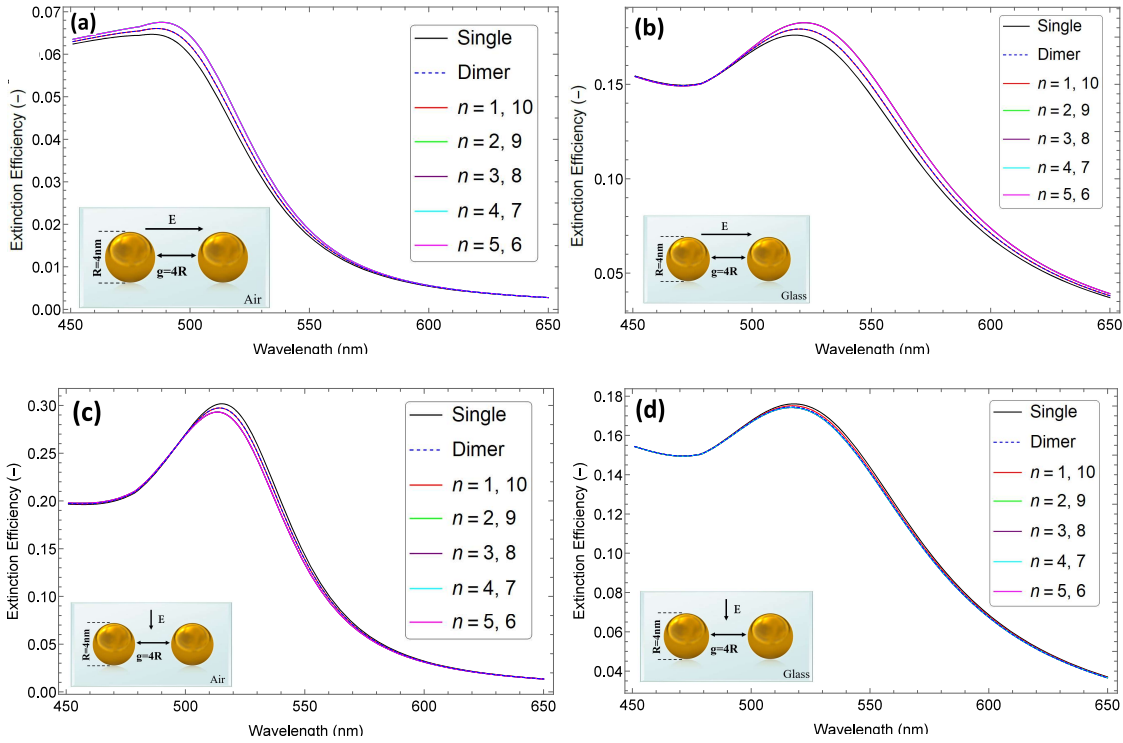 (a)
Extinction Efficiency (−)
0.07
0.06
0.05
0.04
0.03
0.02
0.01
0.00
Single
Dimer
n = 1, 10
n = 2, 9
n = 3, 8
n = 4, 7
n = 5, 6
E
R=4nm
g=4R
Air
450 500 550 600 650
Wavelength (nm)
(b)
Extinction Efficiency (−)
0.15
0.10
0.05
Single
Dimer
n = 1, 10
n = 2, 9
n = 3, 8
n = 4, 7
n = 5, 6
E
R=4nm
g=4R
Glass
450 500 550 600 650
Wavelength (nm)
(c)
Extinction Efficiency (−)
0.30
0.20
0.20
0.15
0.10
0.05
0.00
Single
Dimer
n = 1, 10
n = 2, 9
n = 3, 8
n = 4, 7
n = 5, 6
E
R=4nm
g=4R
Air
450 500 550 600 650
Wavelength (nm)
(d)
Extinction Efficiency (−)
0.18
0.16
0.14
0.12
0.10
0.08
0.06
0.04
Single
Dimer
n = 1, 10
n = 2, 9
n = 3, 8
n = 4, 7
n = 5, 6
E
R=4nm
g=4R
Glass
450 500 550 600 650
Wavelength (nm)